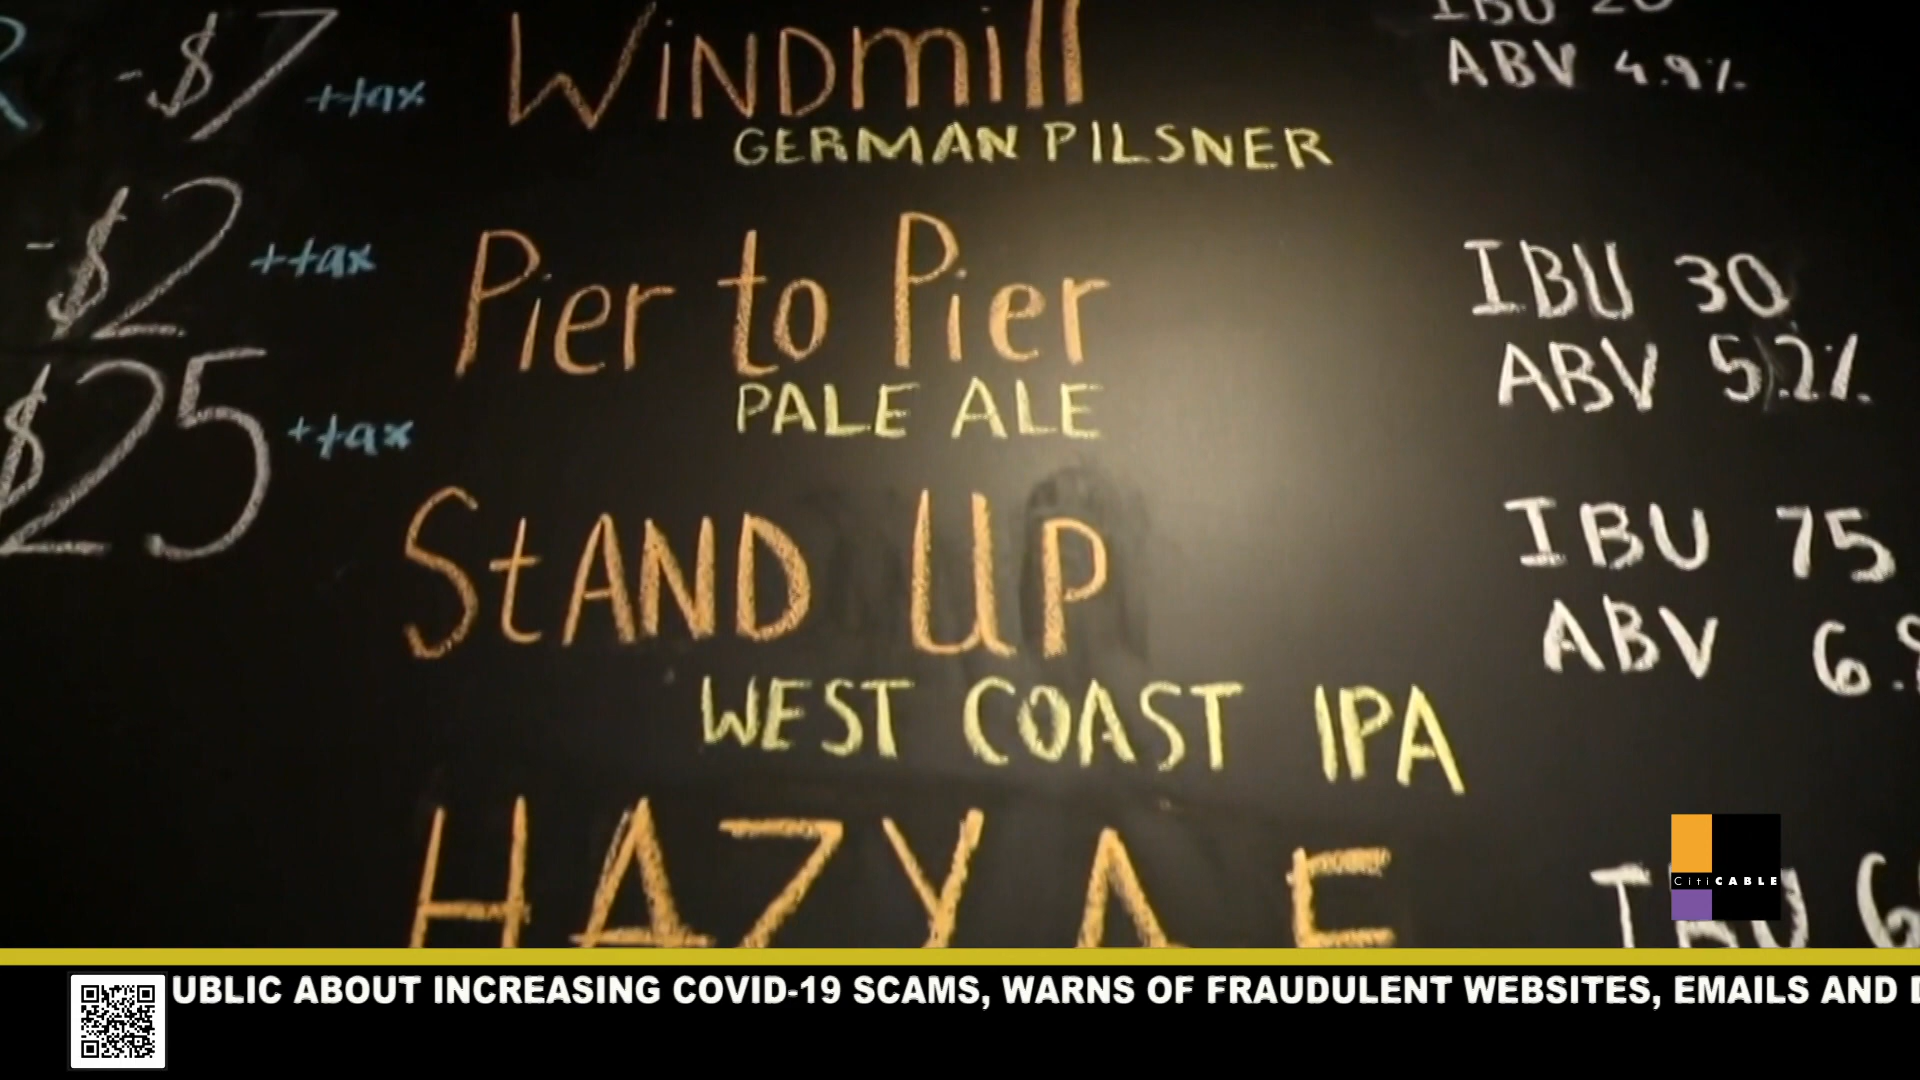 -$7 ++tax
-$2 ++tax
$25 ++tax
WiNDmill
GERMAN PILSNER
ABV 4.9%
Pier to Pier
PALE ALE
IBU 30
ABV 5.2%
StAND UP
WEST COAST IPA
IBU 75
ABV
HAZY
CitiCABLE
UBLIC ABOUT INCREASING COVID-19 SCAMS, WARNS OF FRAUDULENT WEBSITES, EMAILS AND